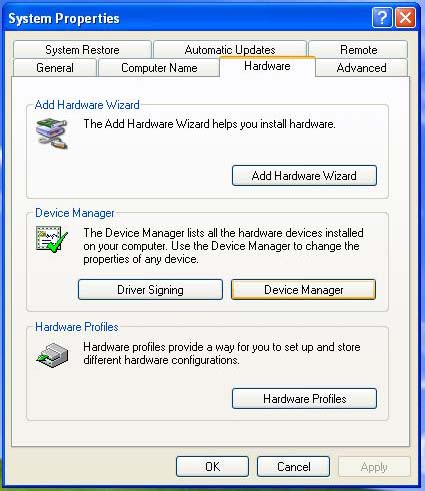 System Properties
System Restore
Automatic Updates
Remote
General
Computer Name
Hardware
Advanced
Add Hardware Wizard
The Add Hardware Wizard helps you install hardware.
Add Hardware Wizard
Device Manager
The Device Manager lists all the hardware devices installed
on your computer. Use the Device Manager to change the
properties of any device.
Driver Signing
Device Manager
Hardware Profiles
Hardware profiles provide a way for you to set up and store
different hardware configurations.
Hardware Profiles
OK
Cancel
Apply